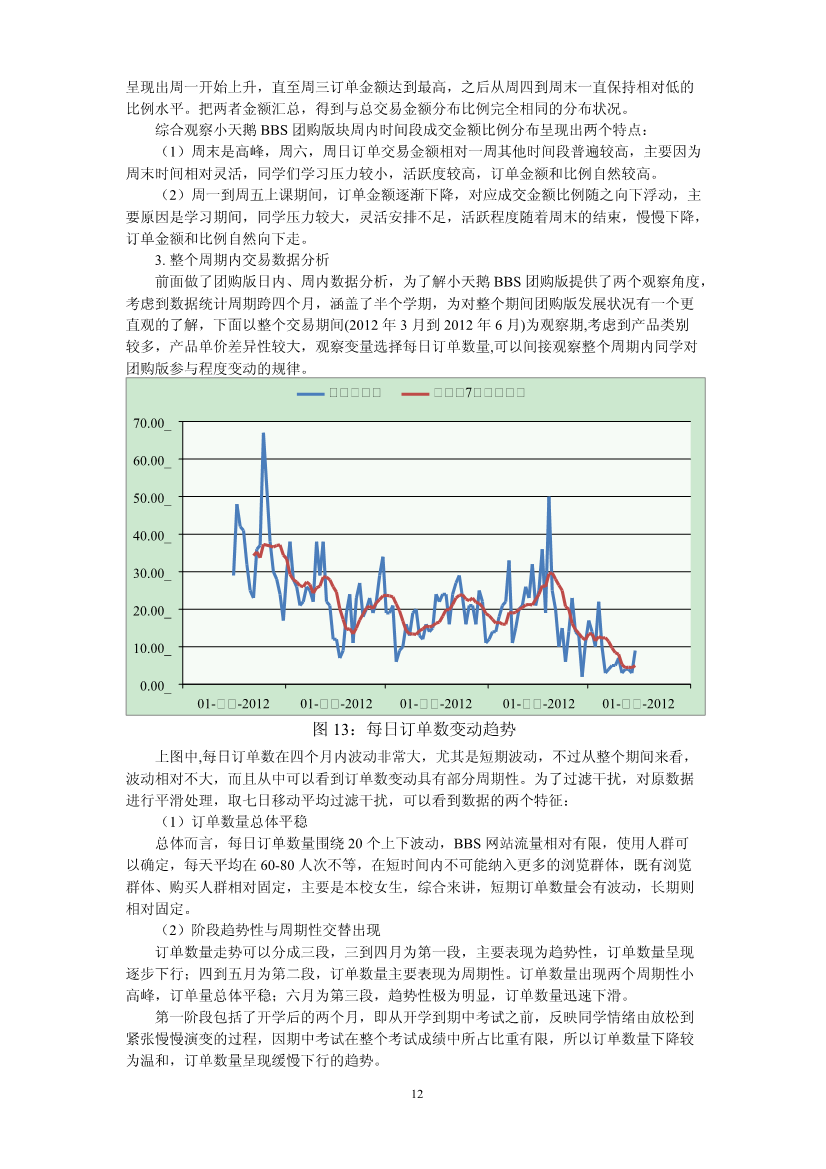 呈现出周一开始上升，直至周三订单金额达到最高，之后从周四到周末一直保持相对低的
比例水平。把两者金额汇总，得到与总交易金额分布比例完全相同的分布状况。
综合观察小天鹅 BBS 团购版块周内时间段成交金额比例分布呈现出两个特点：
（1）周末是高峰，周六，周日订单交易金额相对一周其他时间段普遍较高，主要因为
周末时间相对灵活，同学们学习压力较小，活跃度较高，订单金额和比例自然较高。
（2）周一到周五上课期间，订单金额逐渐下降，对应成交金额比例随之向下浮动，主
要原因是学习期间，同学压力较大，灵活安排不足，活跃程度随着周末的结束，慢慢下降，
订单金额和比例自然向下走。
3. 整个周期内交易数据分析
前面做了团购版日内、周内数据分析，为了解小天鹅 BBS 团购版提供了两个观察角度，
考虑到数据统计周期跨四个月，涵盖了半个学期，为对整个期间团购版发展状况有一个更
直观的了解，下面以整个交易期间(2012 年 3 月到 2012 年 6 月)为观察期,考虑到产品类别
较多，产品单价差异性较大，观察变量选择每日订单数量,可以间接观察整个周期内同学对
团购版参与程度变动的规律。
□□□□□ □□□7□□□□□
70.00_
60.00_
50.00_
40.00_
30.00_
20.00_
10.00_
0.00_
01-□□-2012 01-□□-2012 01-□□-2012 01-□□-2012 01-□□-2012
图 13：每日订单数变动趋势
上图中,每日订单数在四个月内波动非常大，尤其是短期波动，不过从整个期间来看，
波动相对不大，而且从中可以看到订单数变动具有部分周期性。为了过滤干扰，对原数据
进行平滑处理，取七日移动平均过滤干扰，可以看到数据的两个特征：
（1）订单数量总体平稳
总体而言，每日订单数量围绕 20 个上下波动，BBS 网站流量相对有限，使用人群可
以确定，每天平均在 60-80 人次不等，在短时间内不可能纳入更多的浏览群体，既有浏览
群体、购买人群相对固定，主要是本校女生，综合来讲，短期订单数量会有波动，长期则
相对固定。
（2）阶段趋势性与周期性交替出现
订单数量走势可以分成三段，三到四月为第一段，主要表现为趋势性，订单数量呈现
逐步下行；四到五月为第二段，订单数量主要表现为周期性。订单数量出现两个周期性小
高峰，订单量总体平稳；六月为第三段，趋势性极为明显，订单数量迅速下滑。
第一阶段包括了开学后的两个月，即从开学到期中考试之前，反映同学情绪由放松到
紧张慢慢演变的过程，因期中考试在整个考试成绩中所占比重有限，所以订单数量下降较
为温和，订单数量呈现缓慢下行的趋势。
12